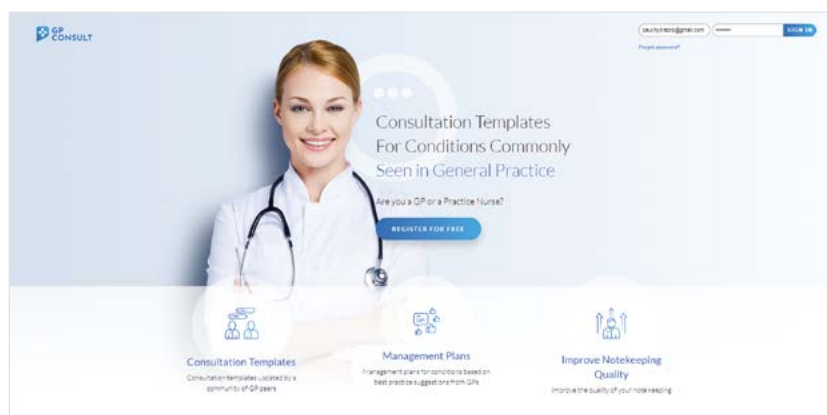 GP
CONSULT
SIGN IN
Forgot password?
Consultation Templates
For Conditions Commonly
Seen in General Practice
Are you a GP or a Practice Nurse?
REGISTER FOR FREE
Consultation Templates
Consultation templates updated by a
community of GP peers
Management Plans
Management plans for conditions based on
best practice suggestions from GPs
Improve Notekeeping
Quality
Improve the quality of your note keeping